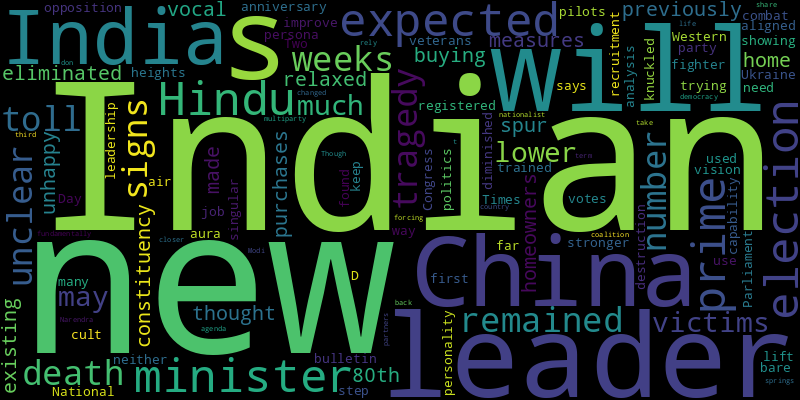 opposition vocal anniversary expected pilots previously share
India s improve persona Two veterans measures recruitment Western combat aligned
don eliminated heights weeks buying will analysis knuckled party showing
relaxed says fighter Ukraine home
Hindu much registered trying need
toll leadership signs Indian tragedy nationalist democracy
third multiparty changed diminished spur number take
unclear unhappy air made purchases Though Congress politics t lower trained used vision
Day job singular found keep Times votes tern capability election
fundamentally constituency aura way country homeowners prime
new closer Modi forcing far coalition stronger destruction Parliament use
many D first China
existing may Narendra thought agenda back leader remained victims
cult neither partners personality
death minister bulletin 80th lift
National step rely life bare springs